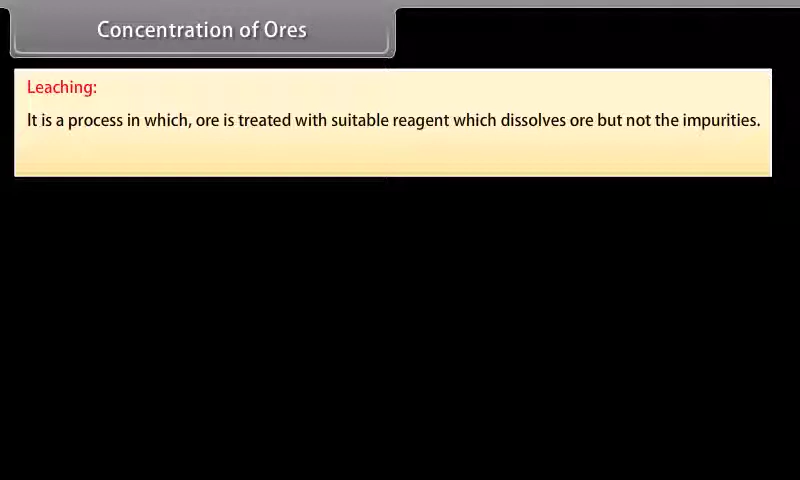 Concentration of Ores
Leaching:
It is a process in which, ore is treated with suitable reagent which dissolves ore but not the impurities.